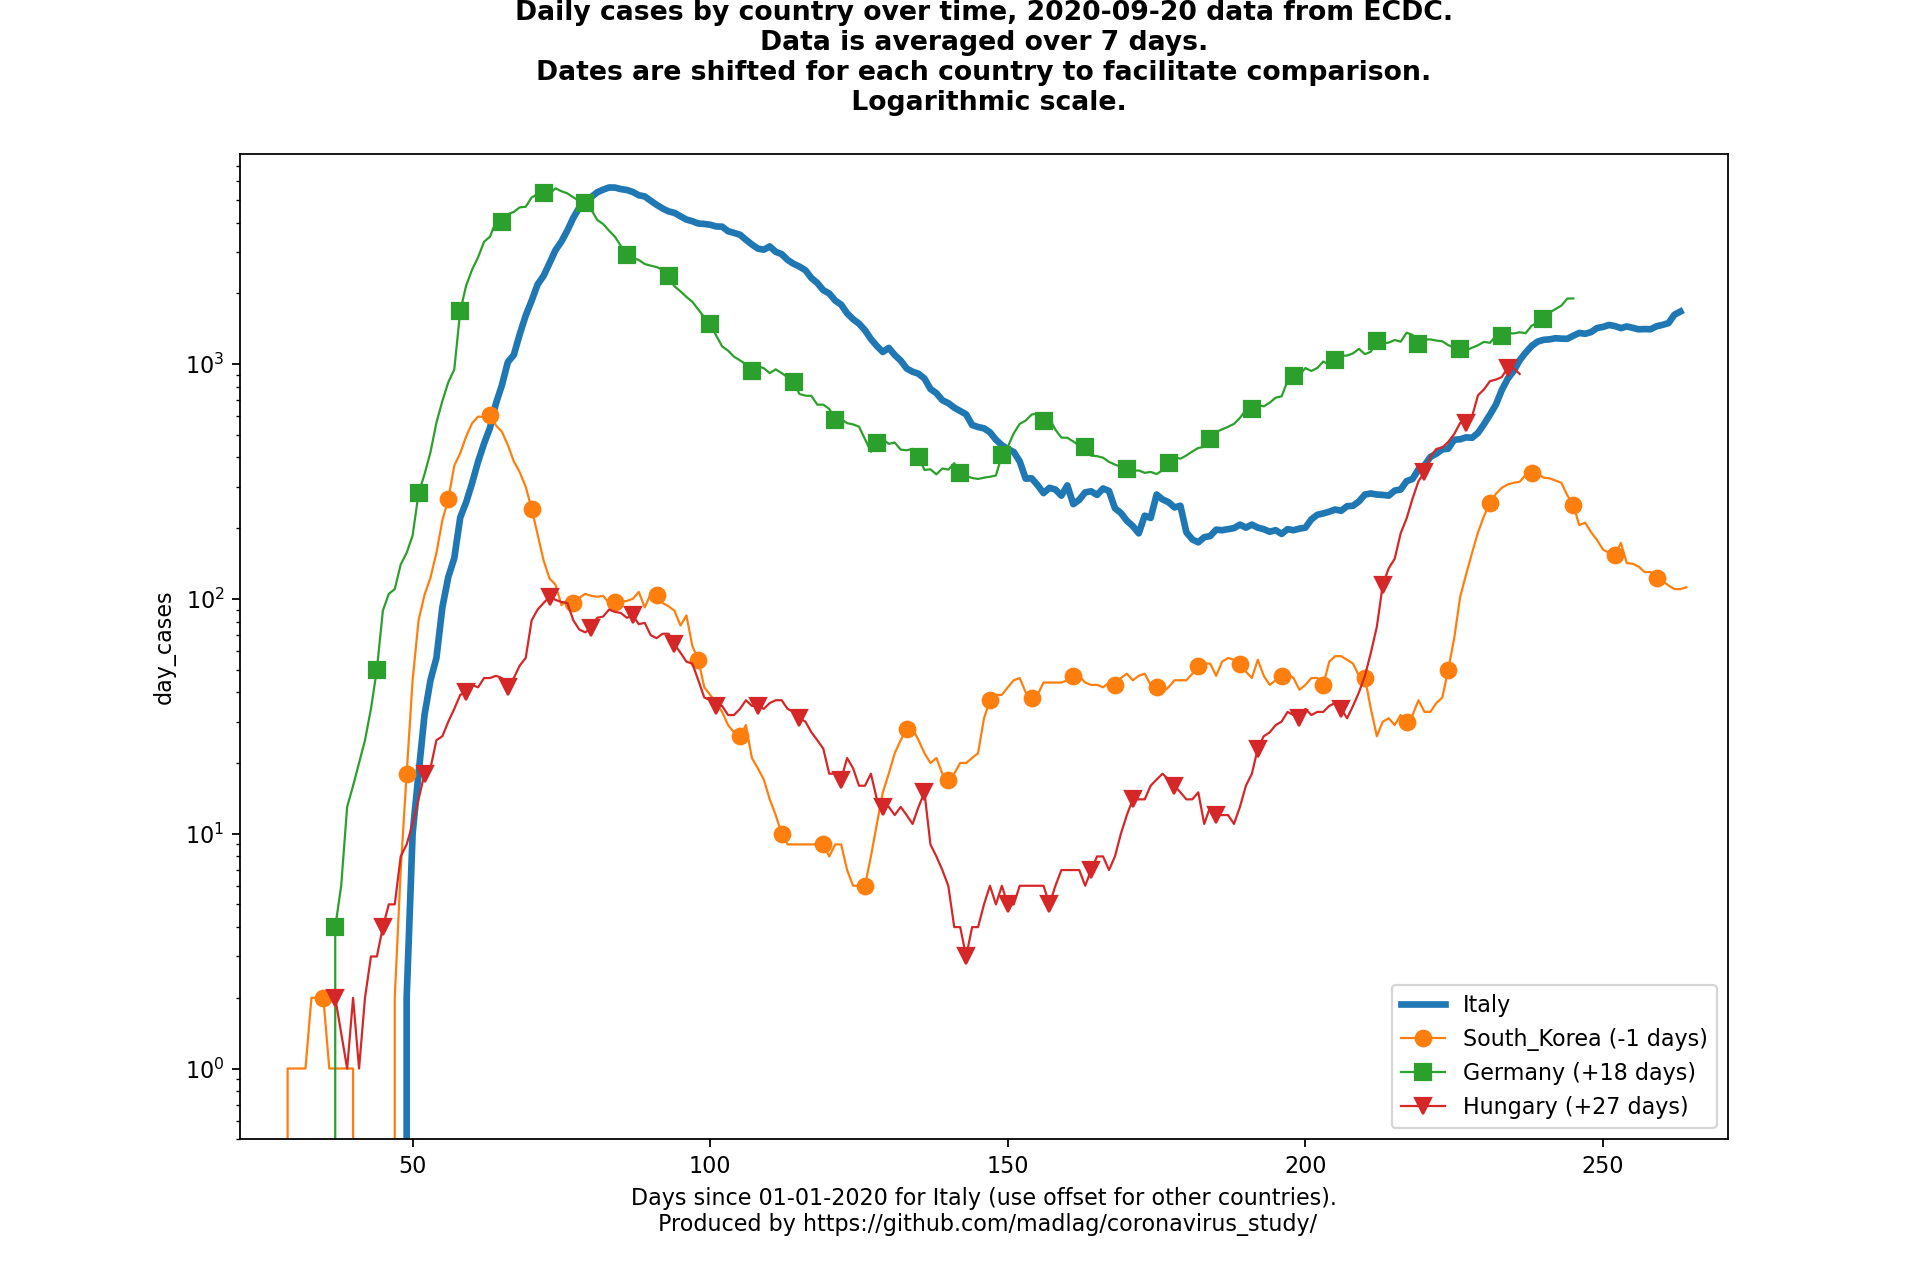 Daily cases by country over time, 2020-09-20 data from ECDC.
Data is averaged over 7 days.
Dates are shifted for each country to facilitate comparison.
Logarithmic scale.
day_cases
10³
10²
10¹
10⁰
Italy
South_Korea (-1 days)
Germany (+18 days)
Hungary (+27 days)
50
100
150
200
250
Days since 01-01-2020 for Italy (use offset for other countries).
Produced by https://github.com/madlag/coronavirus_study/